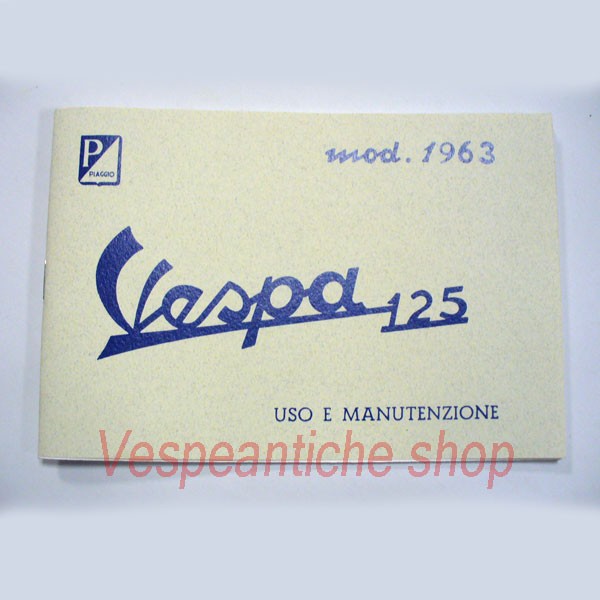 P
PIAGGIO
mod. 1963
Vespa 125
USO E MANUTENZIONE
Vespeantiche shop